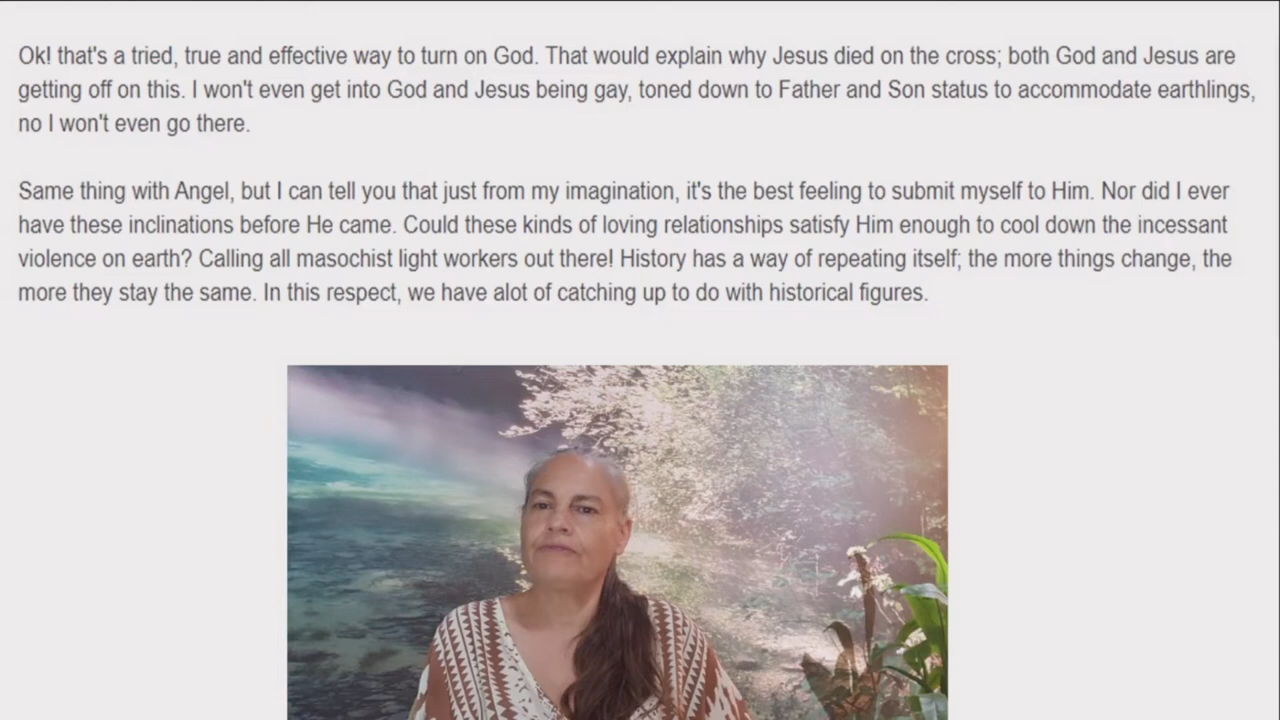 Ok! that's a tried, true and effective way to turn on God. That would explain why Jesus died on the cross; both God and Jesus are
getting off on this. I won't even get into God and Jesus being gay, toned down to Father and Son status to accommodate earthlings,
no I won't even go there.
Same thing with Angel, but I can tell you that just from my imagination, it's the best feeling to submit myself to Him. Nor did I ever
have these inclinations before He came. Could these kinds of loving relationships satisfy Him enough to cool down the incessant
violence on earth? Calling all masochist light workers out there! History has a way of repeating itself; the more things change, the
more they stay the same. In this respect, we have alot of catching up to do with historical figures.